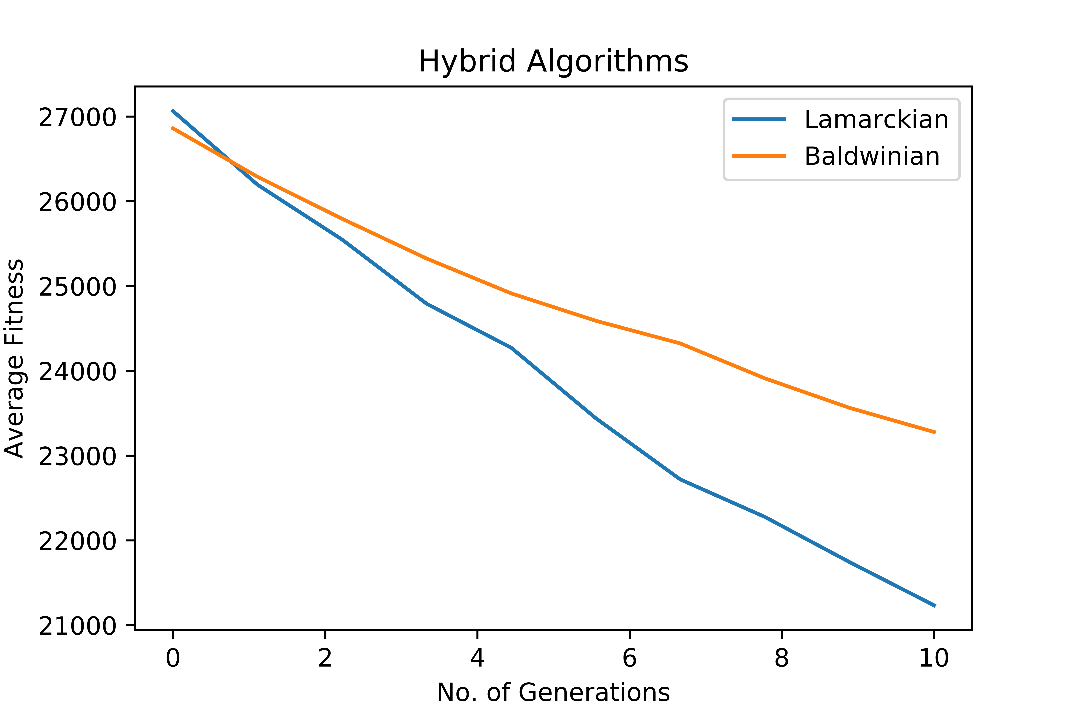 Hybrid Algorithms
Lamarckian
Baldwinian
Average Fitness
27000
26000
25000
24000
23000
22000
21000
0 2 4 6 8 10
No. of Generations